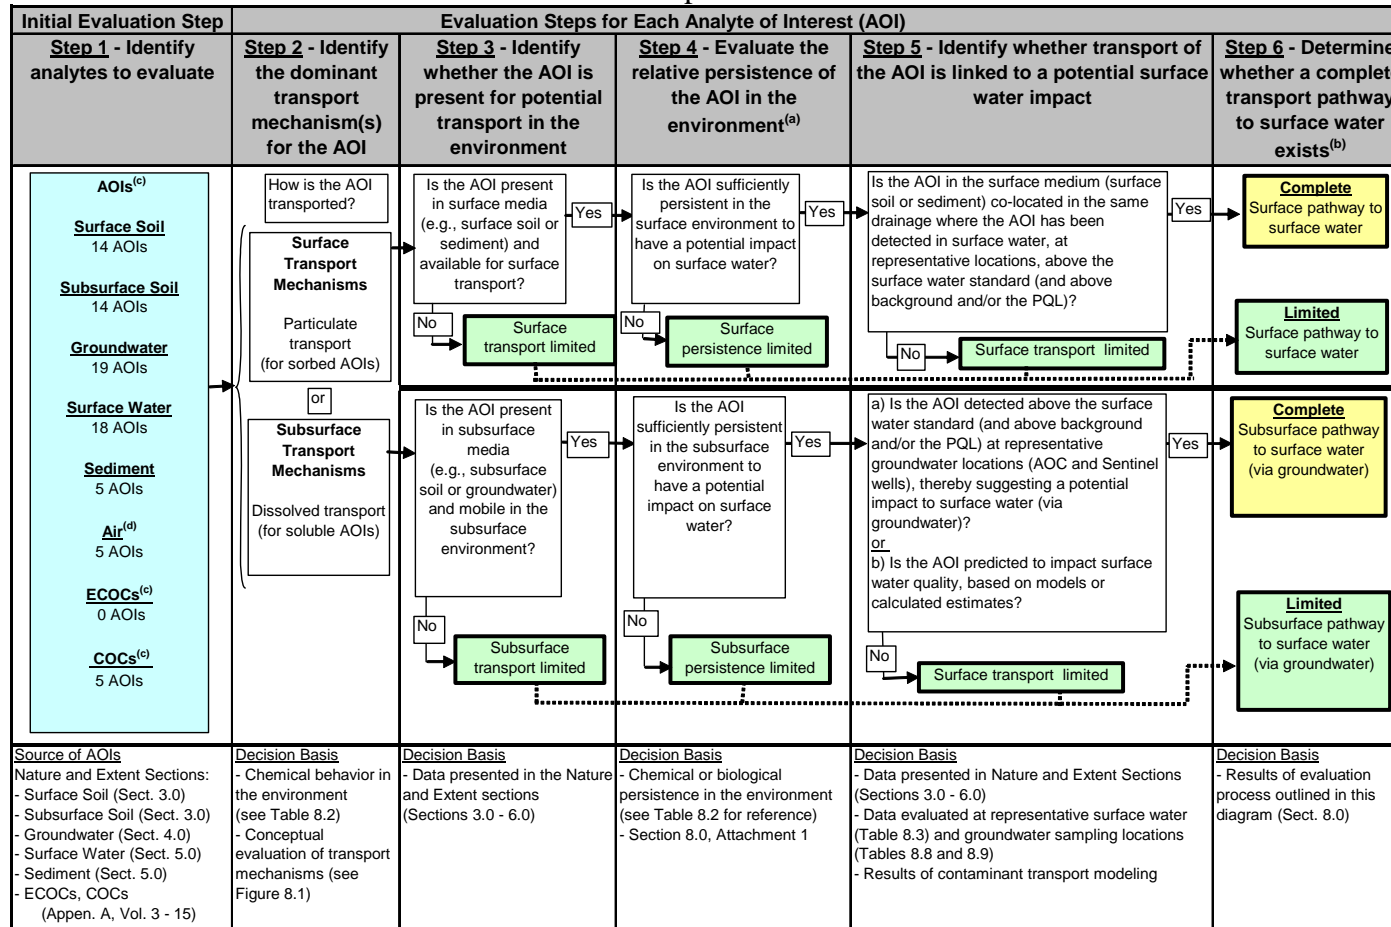 Initial Evaluation Step
Evaluation Steps for Each Analyte of Interest (AOI)
Step 1 - Identify
analytes to evaluate
Step 2 - Identify
the dominant
transport
mechanism(s)
for the AOI
Step 3 - Identify
whether the AOI is
present for potential
transport in the
environment
Step 4 - Evaluate the
relative persistence of
the AOI in the
environment(a)
Step 5 - Identify whether transport of
the AOI is linked to a potential surface
water impact
Step 6 - Determine
whether a complet
transport pathway
to surface water
exists(b)
AOIs(c)
Surface Soil
14 AOIs
Subsurface Soil
14 AOIs
Groundwater
19 AOIs
Surface Water
18 AOIs
Sediment
5 AOIs
Air(d)
5 AOIs
ECOCs(c)
0 AOIs
COCs(c)
5 AOIs
How is the AOI
transported?
Surface
Transport
Mechanisms
Particulate
transport
(for sorbed AOIs)
or
Subsurface
Transport
Mechanisms
Dissolved transport
(for soluble AOIs)
Is the AOI present
in surface media
(e.g., surface soil or
sediment) and
available for surface
transport?
Yes
No
Surface
transport limited
Is the AOI sufficiently
persistent in the
surface environment to
have a potential impact
on surface water?
Yes
No
Surface
persistence limited
Is the AOI in the surface medium (surface
soil or sediment) co-located in the same
drainage where the AOI has been
detected in surface water, at
representative locations, above the
surface water standard (and above
background and/or the PQL)?
Yes
No
Surface transport limited
Complete
Surface pathway to
surface water
Limited
Surface pathway to
surface water
Is the AOI present
in subsurface
media
(e.g., subsurface
soil or groundwater)
and mobile in the
subsurface
environment?
Yes
No
Subsurface
transport limited
Is the AOI
sufficiently persistent
in the subsurface
environment to
have a potential
impact on surface
water?
Yes
No
Subsurface
persistence limited
a) Is the AOI detected above the surface
water standard (and above background
and/or the PQL) at representative
groundwater locations (AOC and Sentinel
wells), thereby suggesting a potential
impact to surface water (via
groundwater)?
or
b) Is the AOI predicted to impact surface
water quality, based on models or
calculated estimates?
Yes
No
Surface transport limited
Complete
Subsurface pathway
to surface water
(via groundwater)
Limited
Subsurface pathway
to surface water
(via groundwater)
Source of AOIs
Nature and Extent Sections:
- Surface Soil (Sect. 3.0)
- Subsurface Soil (Sect. 3.0)
- Groundwater (Sect. 4.0)
- Surface Water (Sect. 5.0)
- Sediment (Sect. 5.0)
- ECOCs, COCs
(Appen. A, Vol. 3 - 15)
Decision Basis
- Chemical behavior in
the environment
(see Table 8.2)
- Conceptual
evaluation of transport
mechanisms (see
Figure 8.1)
Decision Basis
- Data presented in the Nature
and Extent sections
(Sections 3.0 - 6.0)
Decision Basis
- Chemical or biological
persistence in the environment
(see Table 8.2 for reference)
- Section 8.0, Attachment 1
Decision Basis
- Data presented in Nature and Extent Sections
(Sections 3.0 - 6.0)
- Data evaluated at representative surface water
(Table 8.3) and groundwater sampling locations
(Tables 8.8 and 8.9)
- Results of contaminant transport modeling
Decision Basis
- Results of evaluation
process outlined in this
diagram (Sect. 8.0)